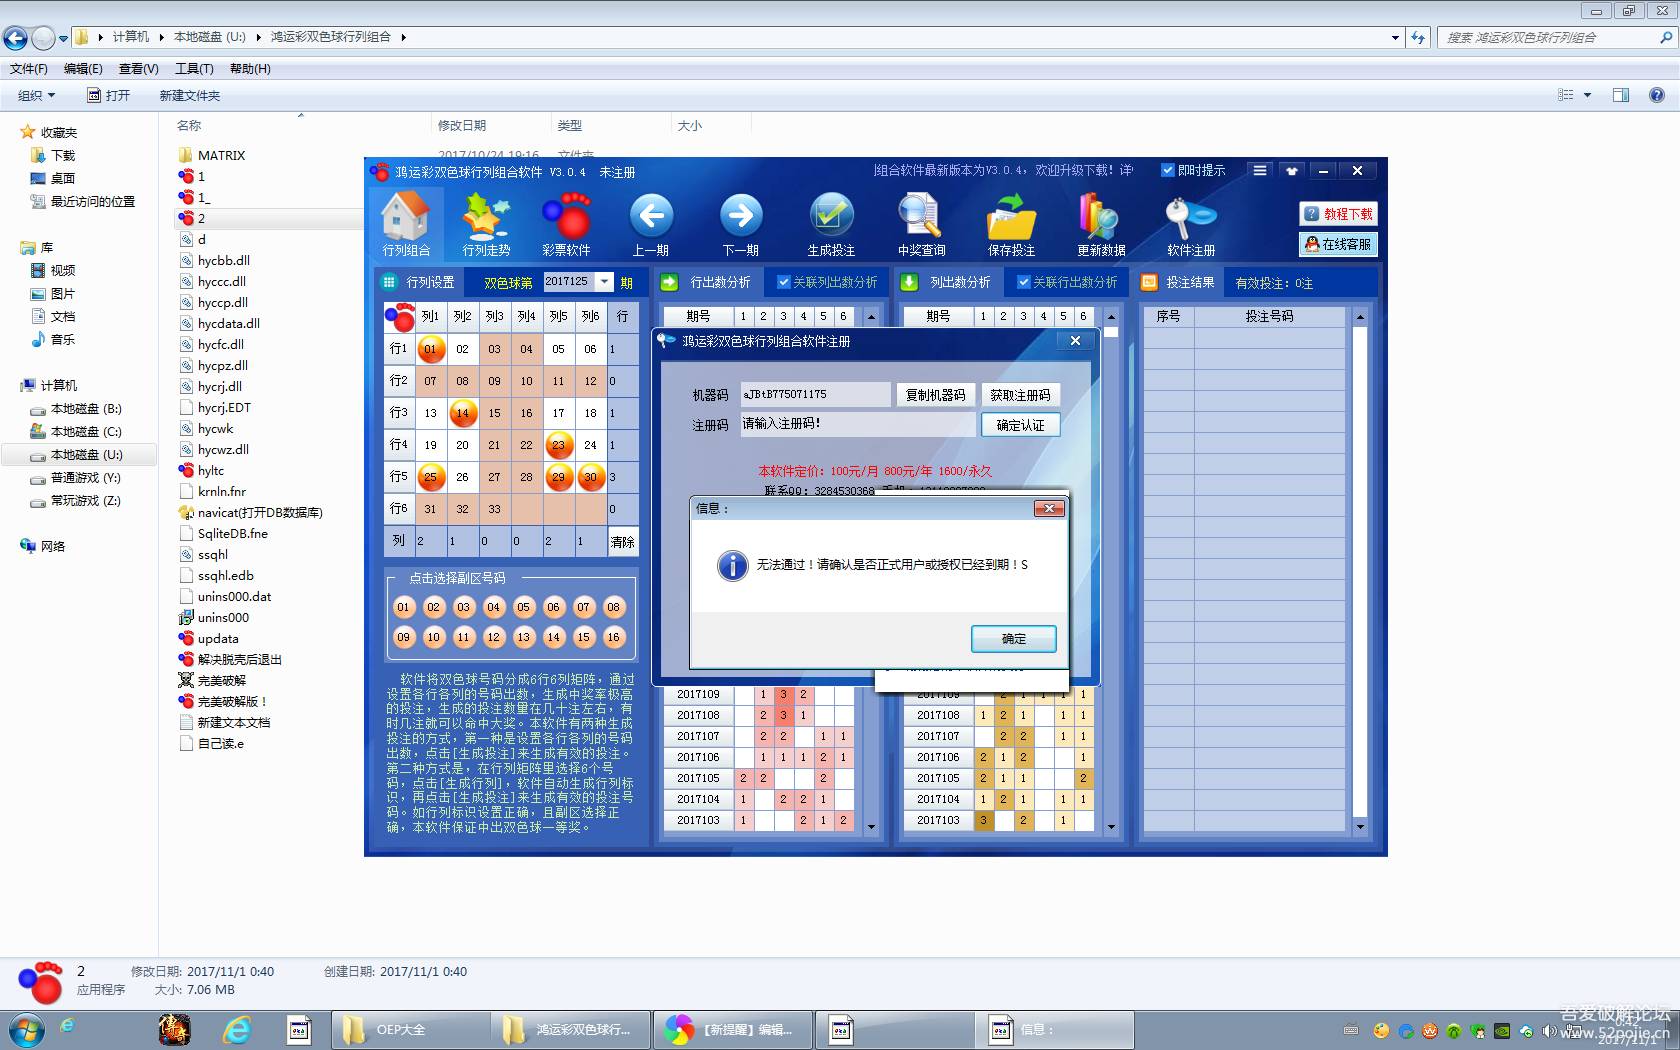 计算机 本地磁盘 (U:) 鸿运彩双色球行列组合
搜索 鸿运彩双色球行列组合
文件(F) 编辑(E) 查看(V) 工具(T) 帮助(H)
组织 打开 新建文件夹
收藏夹
下载
桌面
最近访问的位置
库
视频
图片
文档
音乐
计算机
本地磁盘 (B:)
本地磁盘 (C:)
本地磁盘 (U:)
普通游戏 (Y:)
常玩游戏 (Z:)
网络
名称 修改日期 类型 大小
MATRIX 2017/10/24 19:16 文件夹
1
1_
2
d
hycbb.dll
hyccc.dll
hyccp.dll
hycdata.dll
hycfc.dll
hycpz.dll
hycrj.dll
hycrj.EDT
hycwk
hycwz.dll
hyltc
krnln.fnr
navicat(打开DB数据库)
SqliteDB.fne
ssqhl
ssqhl.edb
unins000.dat
unins000
updata
解决脱壳后退出
完美破解
完美破解版！
新建文本文档
自己读.e
鸿运彩双色球行列组合软件 V3.0.4 未注册
组合软件最新版本为V3.0.4，欢迎升级下载！详
即时提示
行列组合 行列走势 彩票软件 上一期 下一期 生成投注 中奖查询 保存投注 更新数据 软件注册
教程下载
在线客服
行列设置 双色球第 2017125 期
行出数分析 关联列出数分析
列出数分析 关联行出数分析
投注结果 有效投注：0注
列1 列2 列3 列4 列5 列6 行
行1 01 02 03 04 05 06 1
行2 07 08 09 10 11 12 0
行3 13 14 15 16 17 18 1
行4 19 20 21 22 23 24 1
行5 25 26 27 28 29 30 3
行6 31 32 33 0
列 2 1 0 0 2 1 清除
点击选择副区号码
01 02 03 04 05 06 07 08
09 10 11 12 13 14 15 16
软件将双色球号码分成6行6列矩阵，通过
设置各行各列的号码出数，生成中奖率极高
的投注，生成的投注数量在几十注左右，有
时几注就可以命中大奖。本软件有两种生成
投注的方式，第一种是设置各行各列的号码
出数，点击[生成投注]来生成有效的投注。
第二种方式是，在行列矩阵里选择6个号
码，点击[生成行列]，软件自动生成行列标
识，再点击[生成投注]来生成有效的投注号
码。如行列标识设置正确，且副区选择正
确，本软件保证中出双色球一等奖。
期号 1 2 3 4 5 6
期号 1 2 3 4 5 6
序号 投注号码
鸿运彩双色球行列组合软件注册
机器码 aJBtB775071175 复制机器码 获取注册码
注册码 请输入注册码! 确定认证
本软件定价：100元/月 800元/年 1600/永久
联系QQ：3284530368
信息：
无法通过！请确认是否正式用户或授权已经到期！S
确定
2017109 1 3 2
2017108 2 3 1
2017107 2 2 1 1
2017106 1 1 1 2 1
2017105 2 2 2
2017104 1 2 2 1
2017103 1 2 1 2
2017109 2 1 1 1 1
2017108 1 2 1 1 1
2017107 2 2 1 1
2017106 2 1 2 1
2017105 2 1 1 2
2017104 1 2 1 1 1
2017103 3 2 1
2 修改日期: 2017/11/1 0:40 创建日期: 2017/11/1 0:40
应用程序 大小: 7.06 MB
OEP大全
鸿运彩双色球行...
【新提醒】编辑...
信息：
0:42
2017/11/1
吾爱破解论坛
www.52pojie.cn